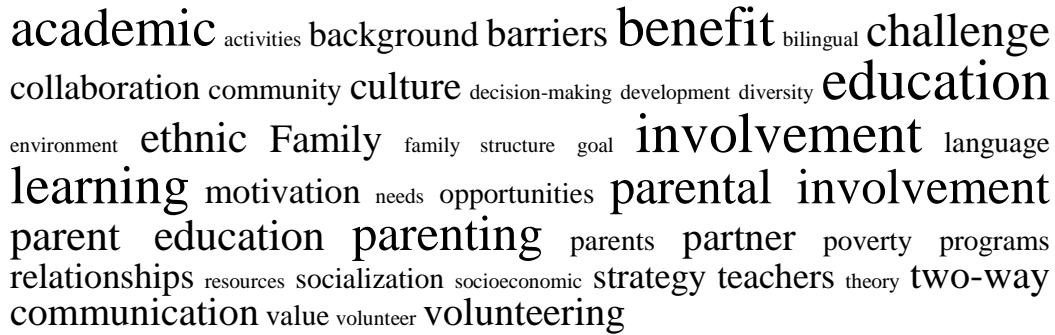 academic activities background barriers benefit bilingual challenge
collaboration community culture decision-making development diversity education
environment ethnic Family family structure goal involvement language
learning motivation needs opportunities parental involvement
parent education parenting parents partner poverty programs
relationships resources socialization socioeconomic strategy teachers theory two-way
communication value volunteer volunteering